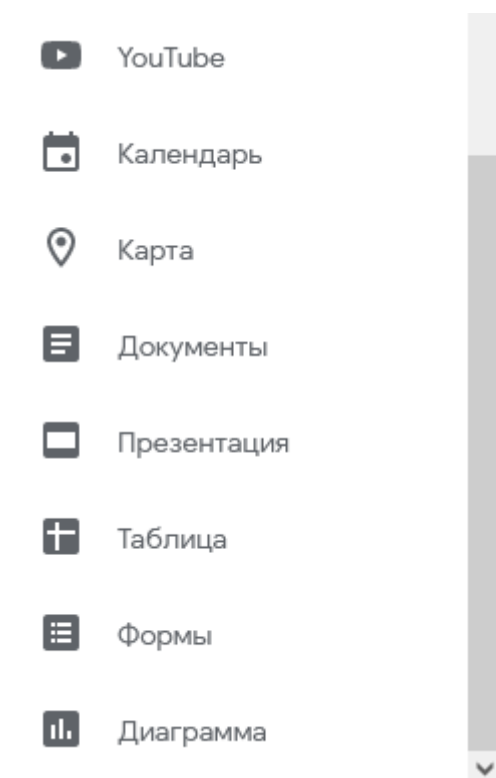 YouTube
Календарь
Карта
Документы
Презентация
Таблица
Формы
Диаграмма